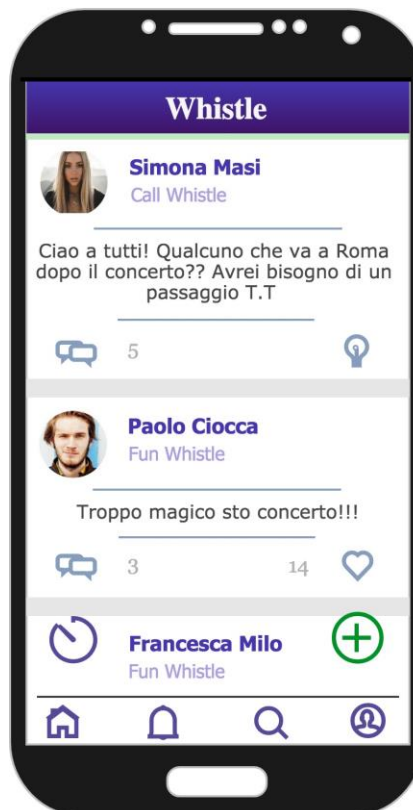 Whistle
Simona Masi
Call Whistle
Ciao a tutti! Qualcuno che va a Roma
dopo il concerto?? Avrei bisogno di un
passaggio T.T
5
Paolo Ciocca
Fun Whistle
Troppo magico sto concerto!!!
3 14
Francesca Milo
Fun Whistle